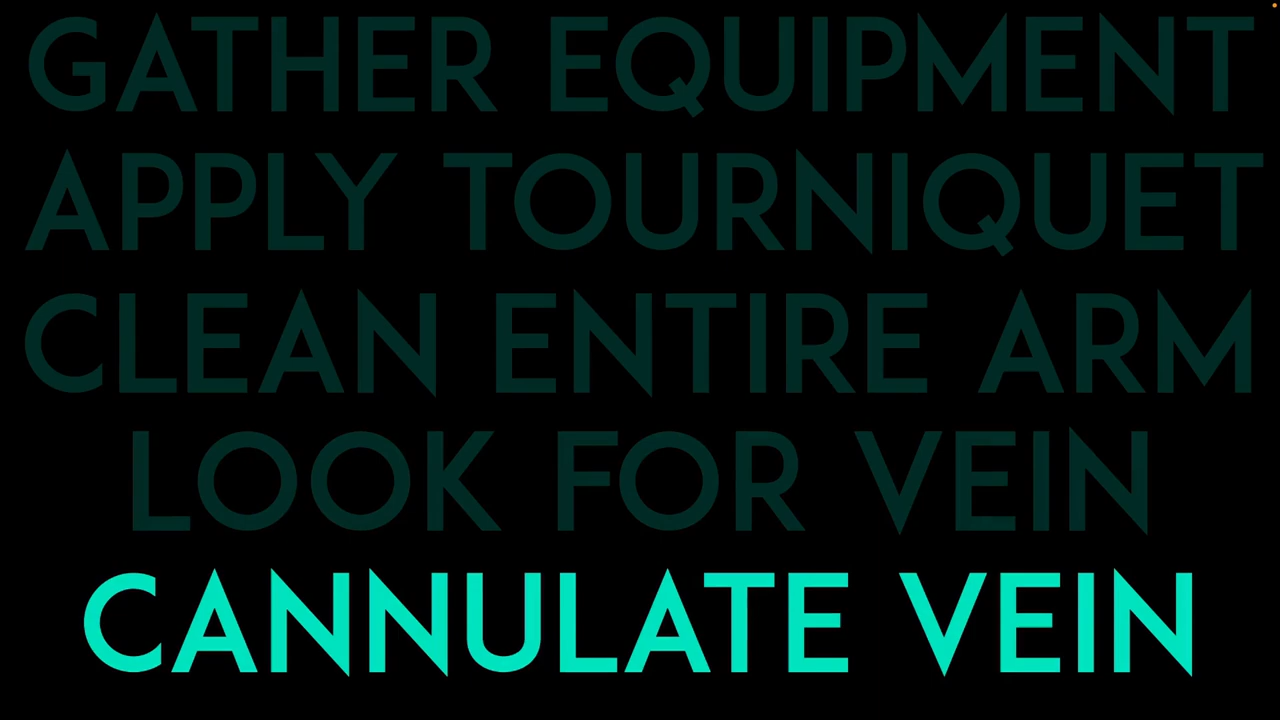 GATHER EQUIPMENT
APPLY TOURNIQUET
CLEAN ENTIRE ARM
LOOK FOR VEIN
CANNULATE VEIN